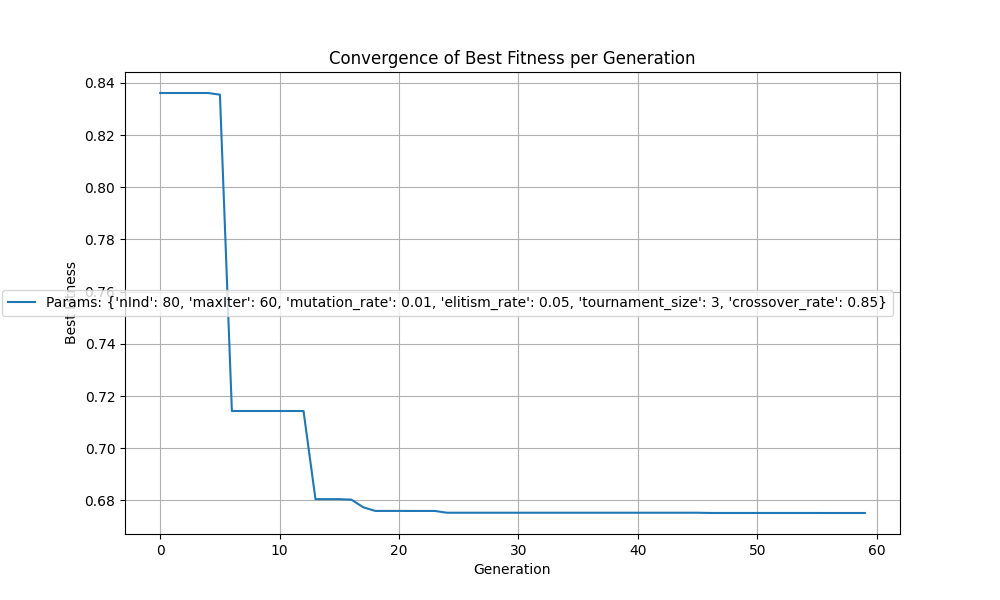 Convergence of Best Fitness per Generation
0.84
0.82
0.80
0.78
0.76
Params: {'nInd': 80, 'maxIter': 60, 'mutation_rate': 0.01, 'elitism_rate': 0.05, 'tournament_size': 3, 'crossover_rate': 0.85}
Best Fitness
0.74
0.72
0.70
0.68
0 10 20 30 40 50 60
Generation